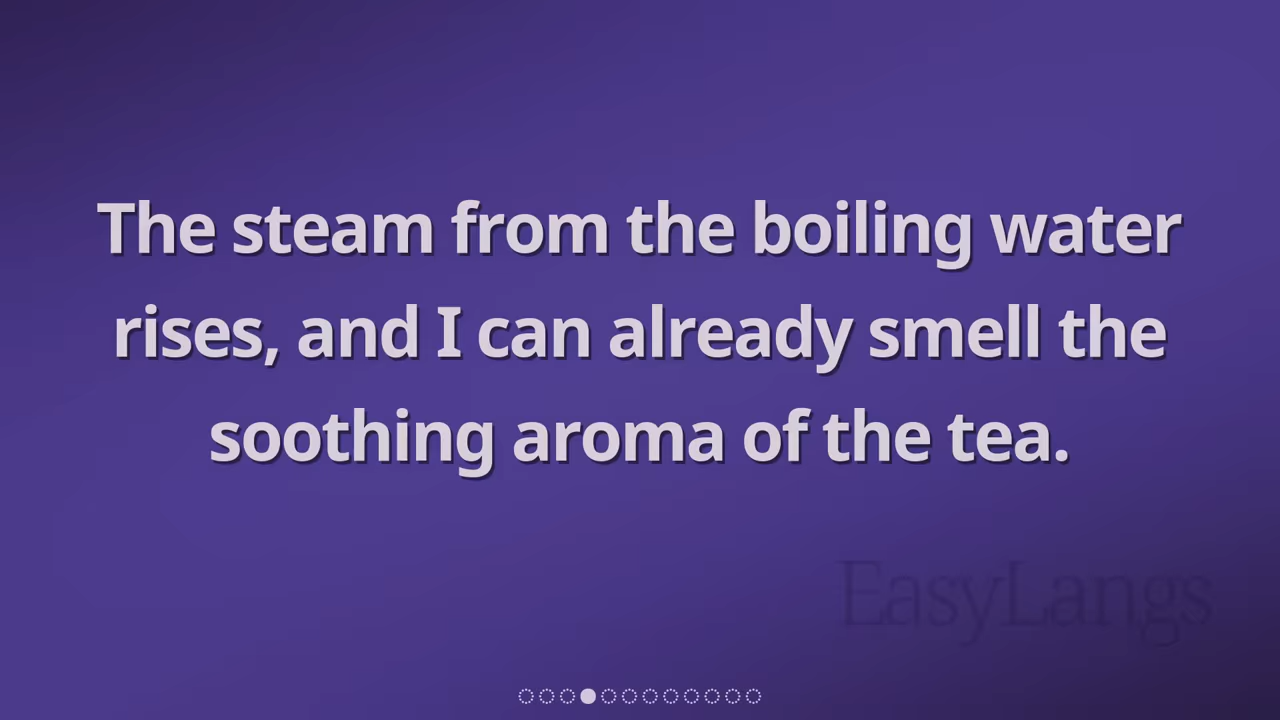 The steam from the boiling water
rises, and I can already smell the
soothing aroma of the tea.
EasyLangs